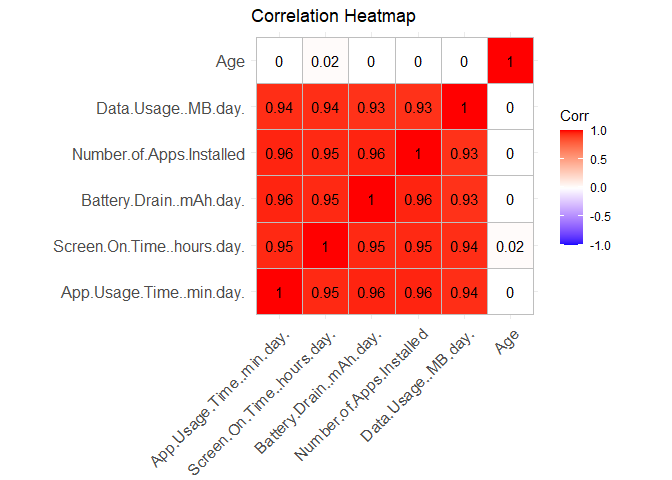 Correlation Heatmap
Age 0 0.02 0 0 0 1
Data.Usage..MB.day. 0.94 0.94 0.93 0.93 1 0
Number.of.Apps.Installed 0.96 0.95 0.96 1 0.93 0
Battery.Drain..mAh.day. 0.96 0.95 1 0.96 0.93 0
Screen.On.Time..hours.day. 0.95 1 0.95 0.95 0.94 0.02
App.Usage.Time..min.day. 1 0.95 0.96 0.96 0.94 0
App.Usage.Time..min.day.
Screen.On.Time..hours.day.
Battery.Drain..mAh.day.
Number.of.Apps.Installed
Data.Usage..MB.day.
Age
Corr
1.0
0.5
0.0
-0.5
-1.0